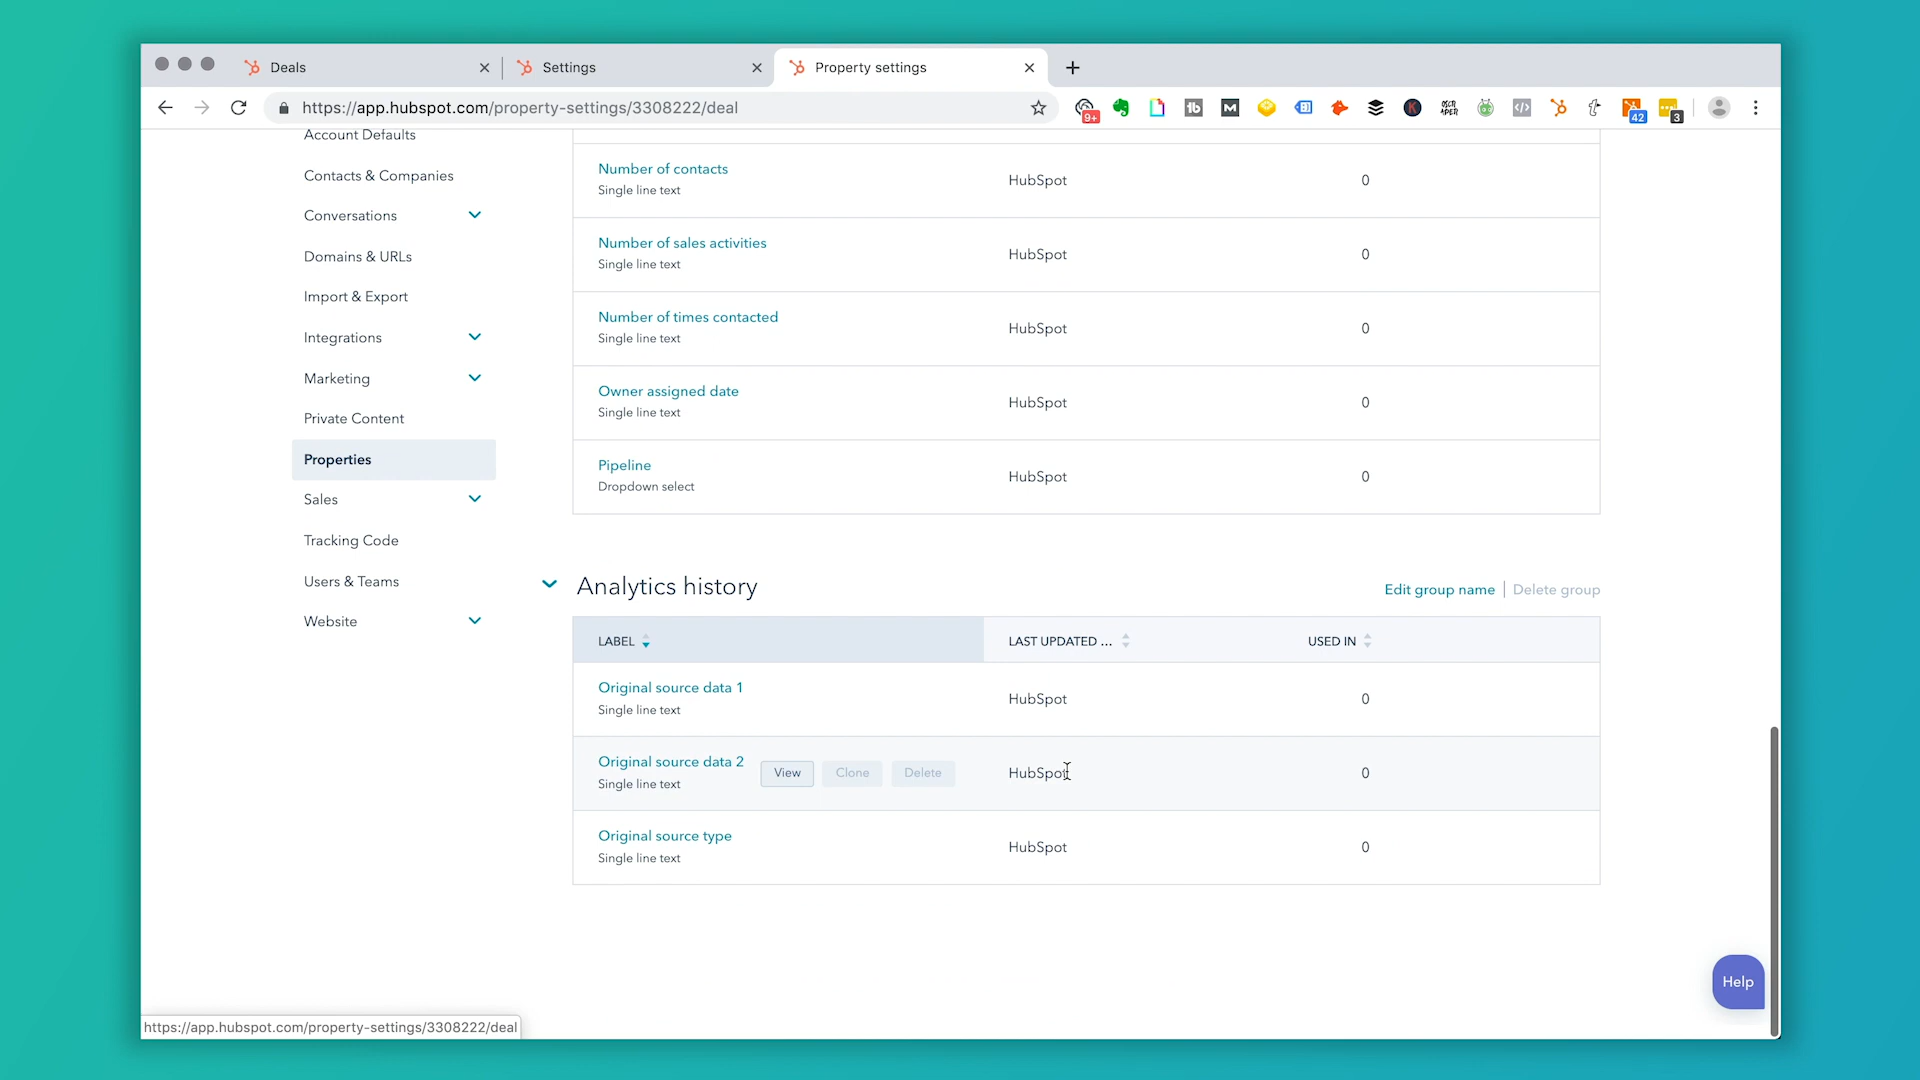 Deals
Settings
Property settings
https://app.hubspot.com/property-settings/3308222/deal
9+
42
3
Account Defaults
Contacts & Companies
Conversations
Domains & URLs
Import & Export
Integrations
Marketing
Private Content
Properties
Sales
Tracking Code
Users & Teams
Website
Number of contacts HubSpot 0
Single line text
Number of sales activities HubSpot 0
Single line text
Number of times contacted HubSpot 0
Single line text
Owner assigned date HubSpot 0
Single line text
Pipeline HubSpot 0
Dropdown select
Analytics history Edit group name Delete group
LABEL LAST UPDATED ... USED IN
Original source data 1 HubSpot 0
Single line text
Original source data 2 View Clone Delete HubSpot 0
Single line text
Original source type HubSpot 0
Single line text
Help
https://app.hubspot.com/property-settings/3308222/deal